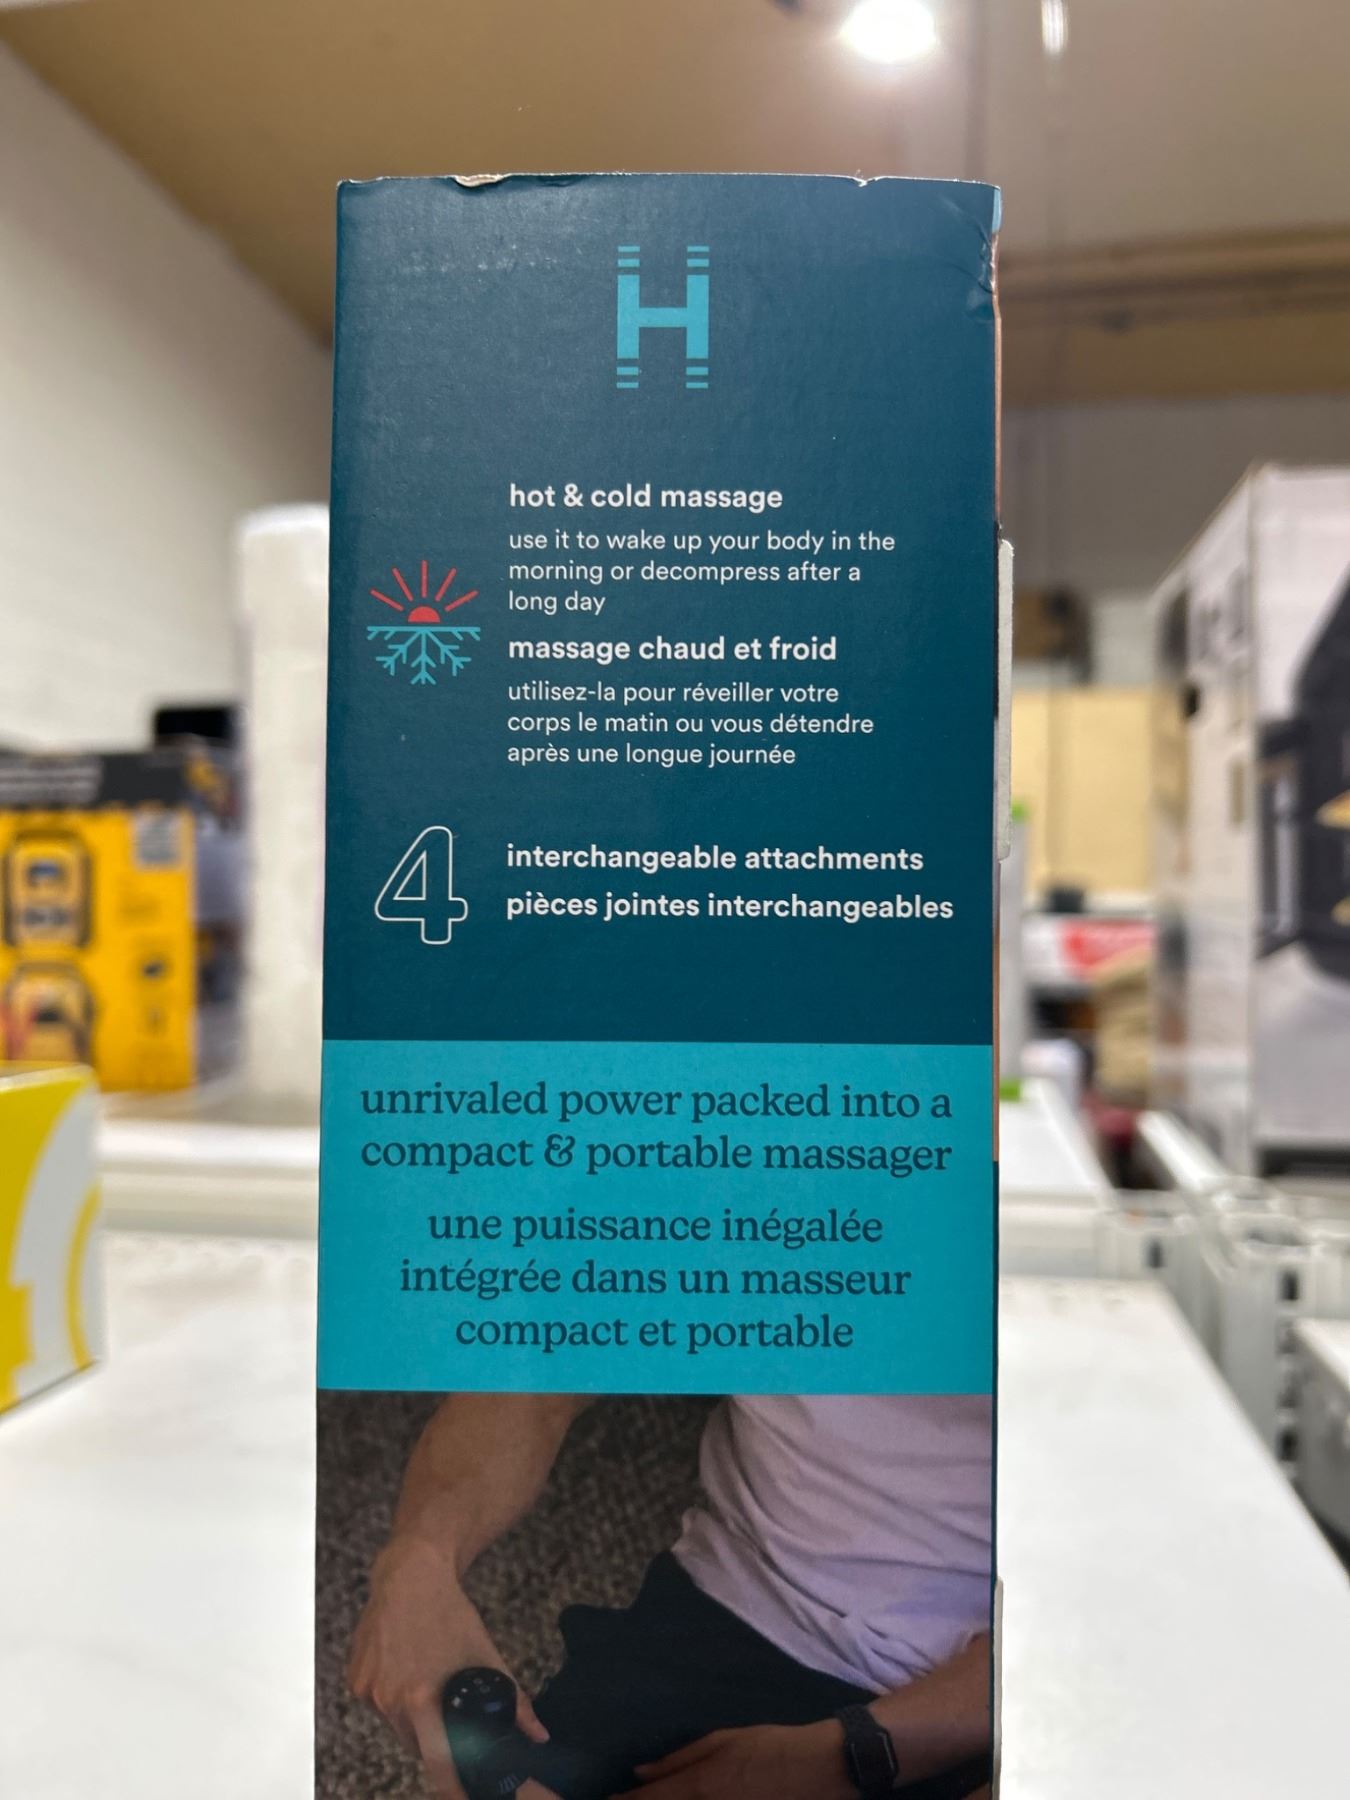 H
hot & cold massage
use it to wake up your body in the
morning or decompress after a
long day
massage chaud et froid
utilisez-la pour réveiller votre
corps le matin ou vous détendre
après une longue journée
4
interchangeable attachments
pièces jointes interchangeables
unrivaled power packed into a
compact & portable massager
une puissance inégalée
intégrée dans un masseur
compact et portable